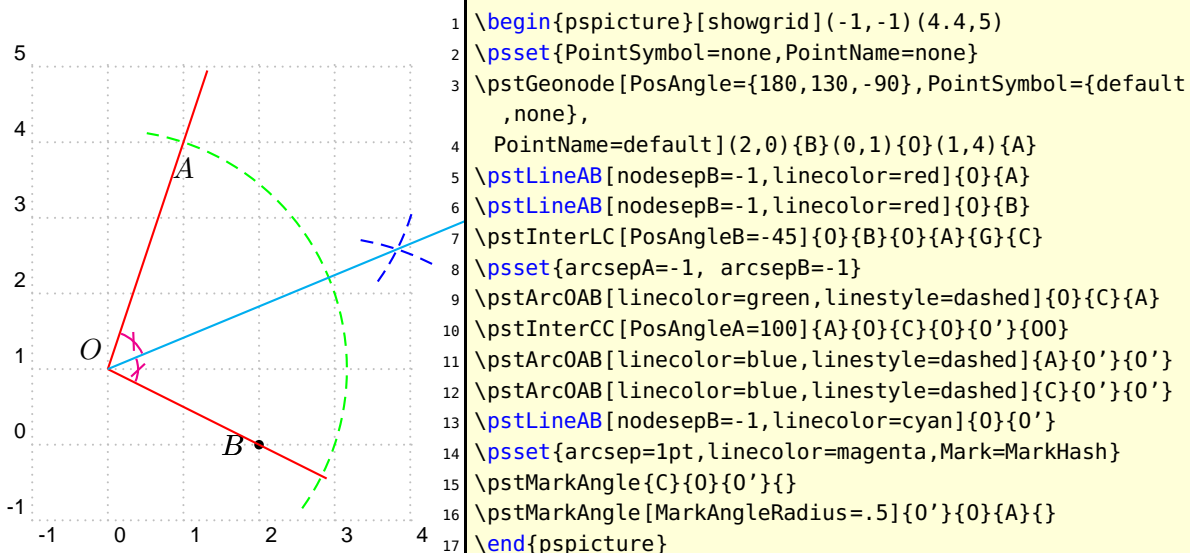 5
4
3
2
1
0
-1
-1 0 1 2 3 4
A
O
B
1 \begin{pspicture}[showgrid](-1,-1)(4.4,5)
2 \psset{PointSymbol=none,PointName=none}
3 \pstGeonode[PosAngle={180,130,-90},PointSymbol={default
,none},
4 PointName=default](2,0){B}(0,1){O}(1,4){A}
5 \pstLineAB[nodesepB=-1,linecolor=red]{O}{A}
6 \pstLineAB[nodesepB=-1,linecolor=red]{O}{B}
7 \pstInterLC[PosAngleB=-45]{O}{B}{O}{A}{G}{C}
8 \psset{arcsepA=-1, arcsepB=-1}
9 \pstArcOAB[linecolor=green,linestyle=dashed]{O}{C}{A}
10 \pstInterCC[PosAngleA=100]{A}{O}{C}{O}{O’}{OO}
11 \pstArcOAB[linecolor=blue,linestyle=dashed]{A}{O’}{O’}
12 \pstArcOAB[linecolor=blue,linestyle=dashed]{C}{O’}{O’}
13 \pstLineAB[nodesepB=-1,linecolor=cyan]{O}{O’}
14 \psset{arcsep=1pt,linecolor=magenta,Mark=MarkHash}
15 \pstMarkAngle{C}{O}{O’}{}
16 \pstMarkAngle[MarkAngleRadius=.5]{O’}{O}{A}{}
17 \end{pspicture}